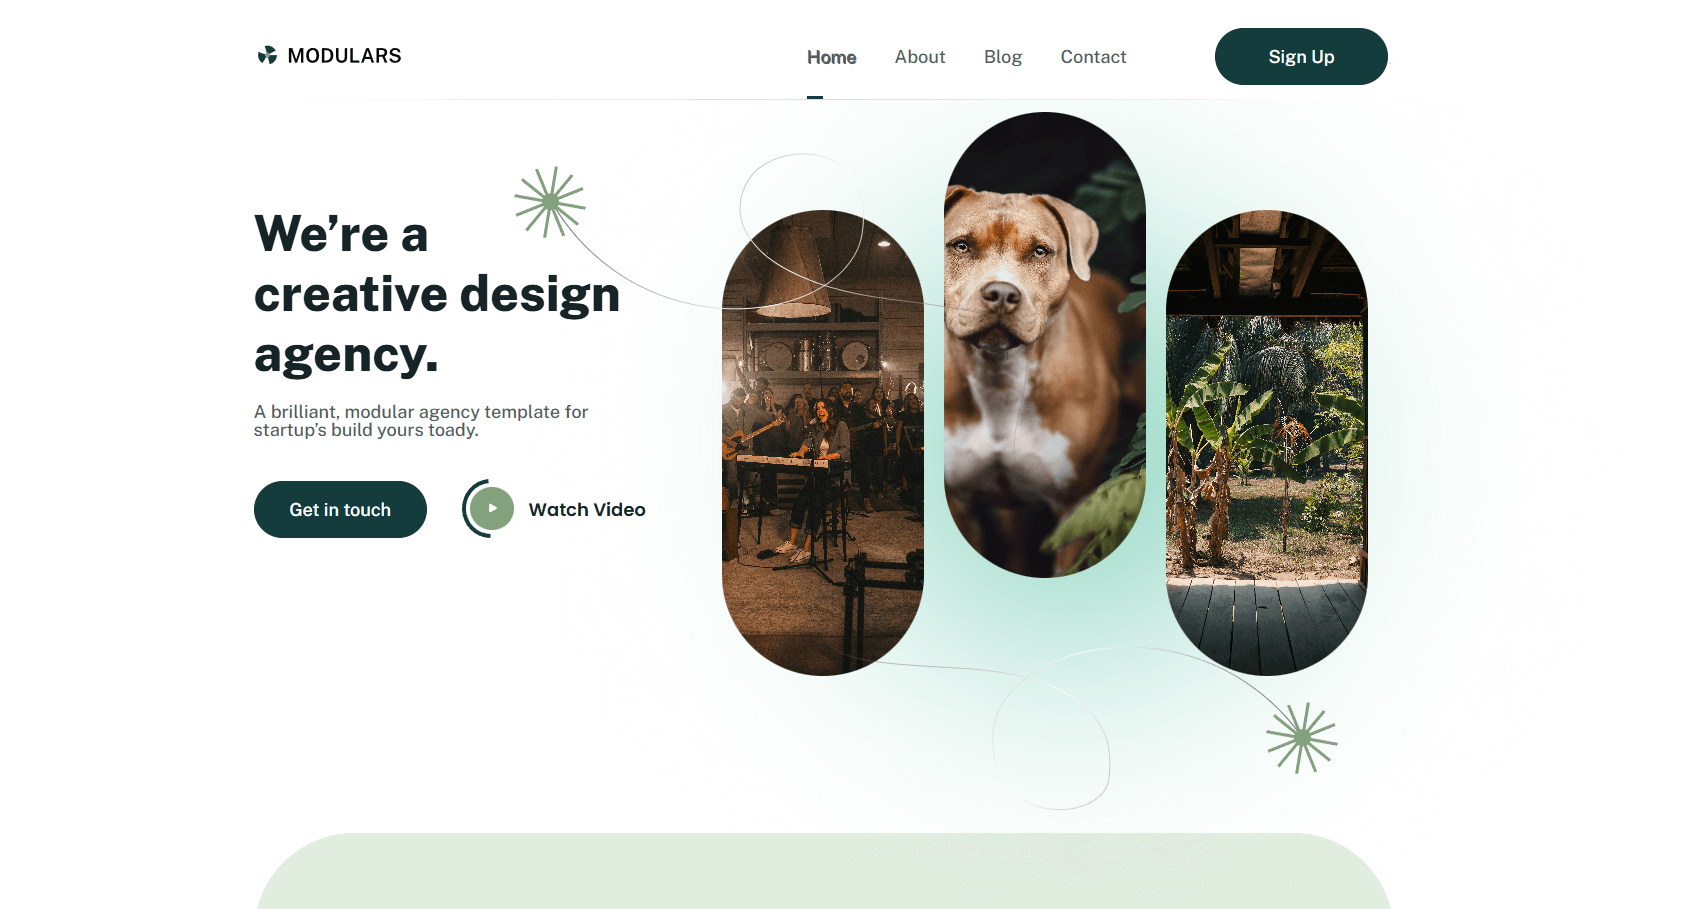 MODULARS
Home
About
Blog
Contact
Sign Up
We’re a
creative design
agency.
A brilliant, modular agency template for
startup’s build yours toady.
Get in touch
Watch Video